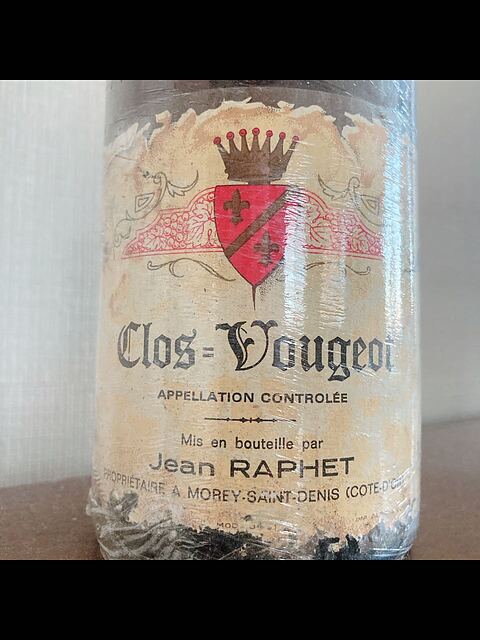 Clos=Vougeot
APPELLATION CONTROLÉE
Mis en bouteille par
Jean RAPHET
PROPRIÉTAIRE A MOREY-SAINT-DENIS (COTE-D'OR)